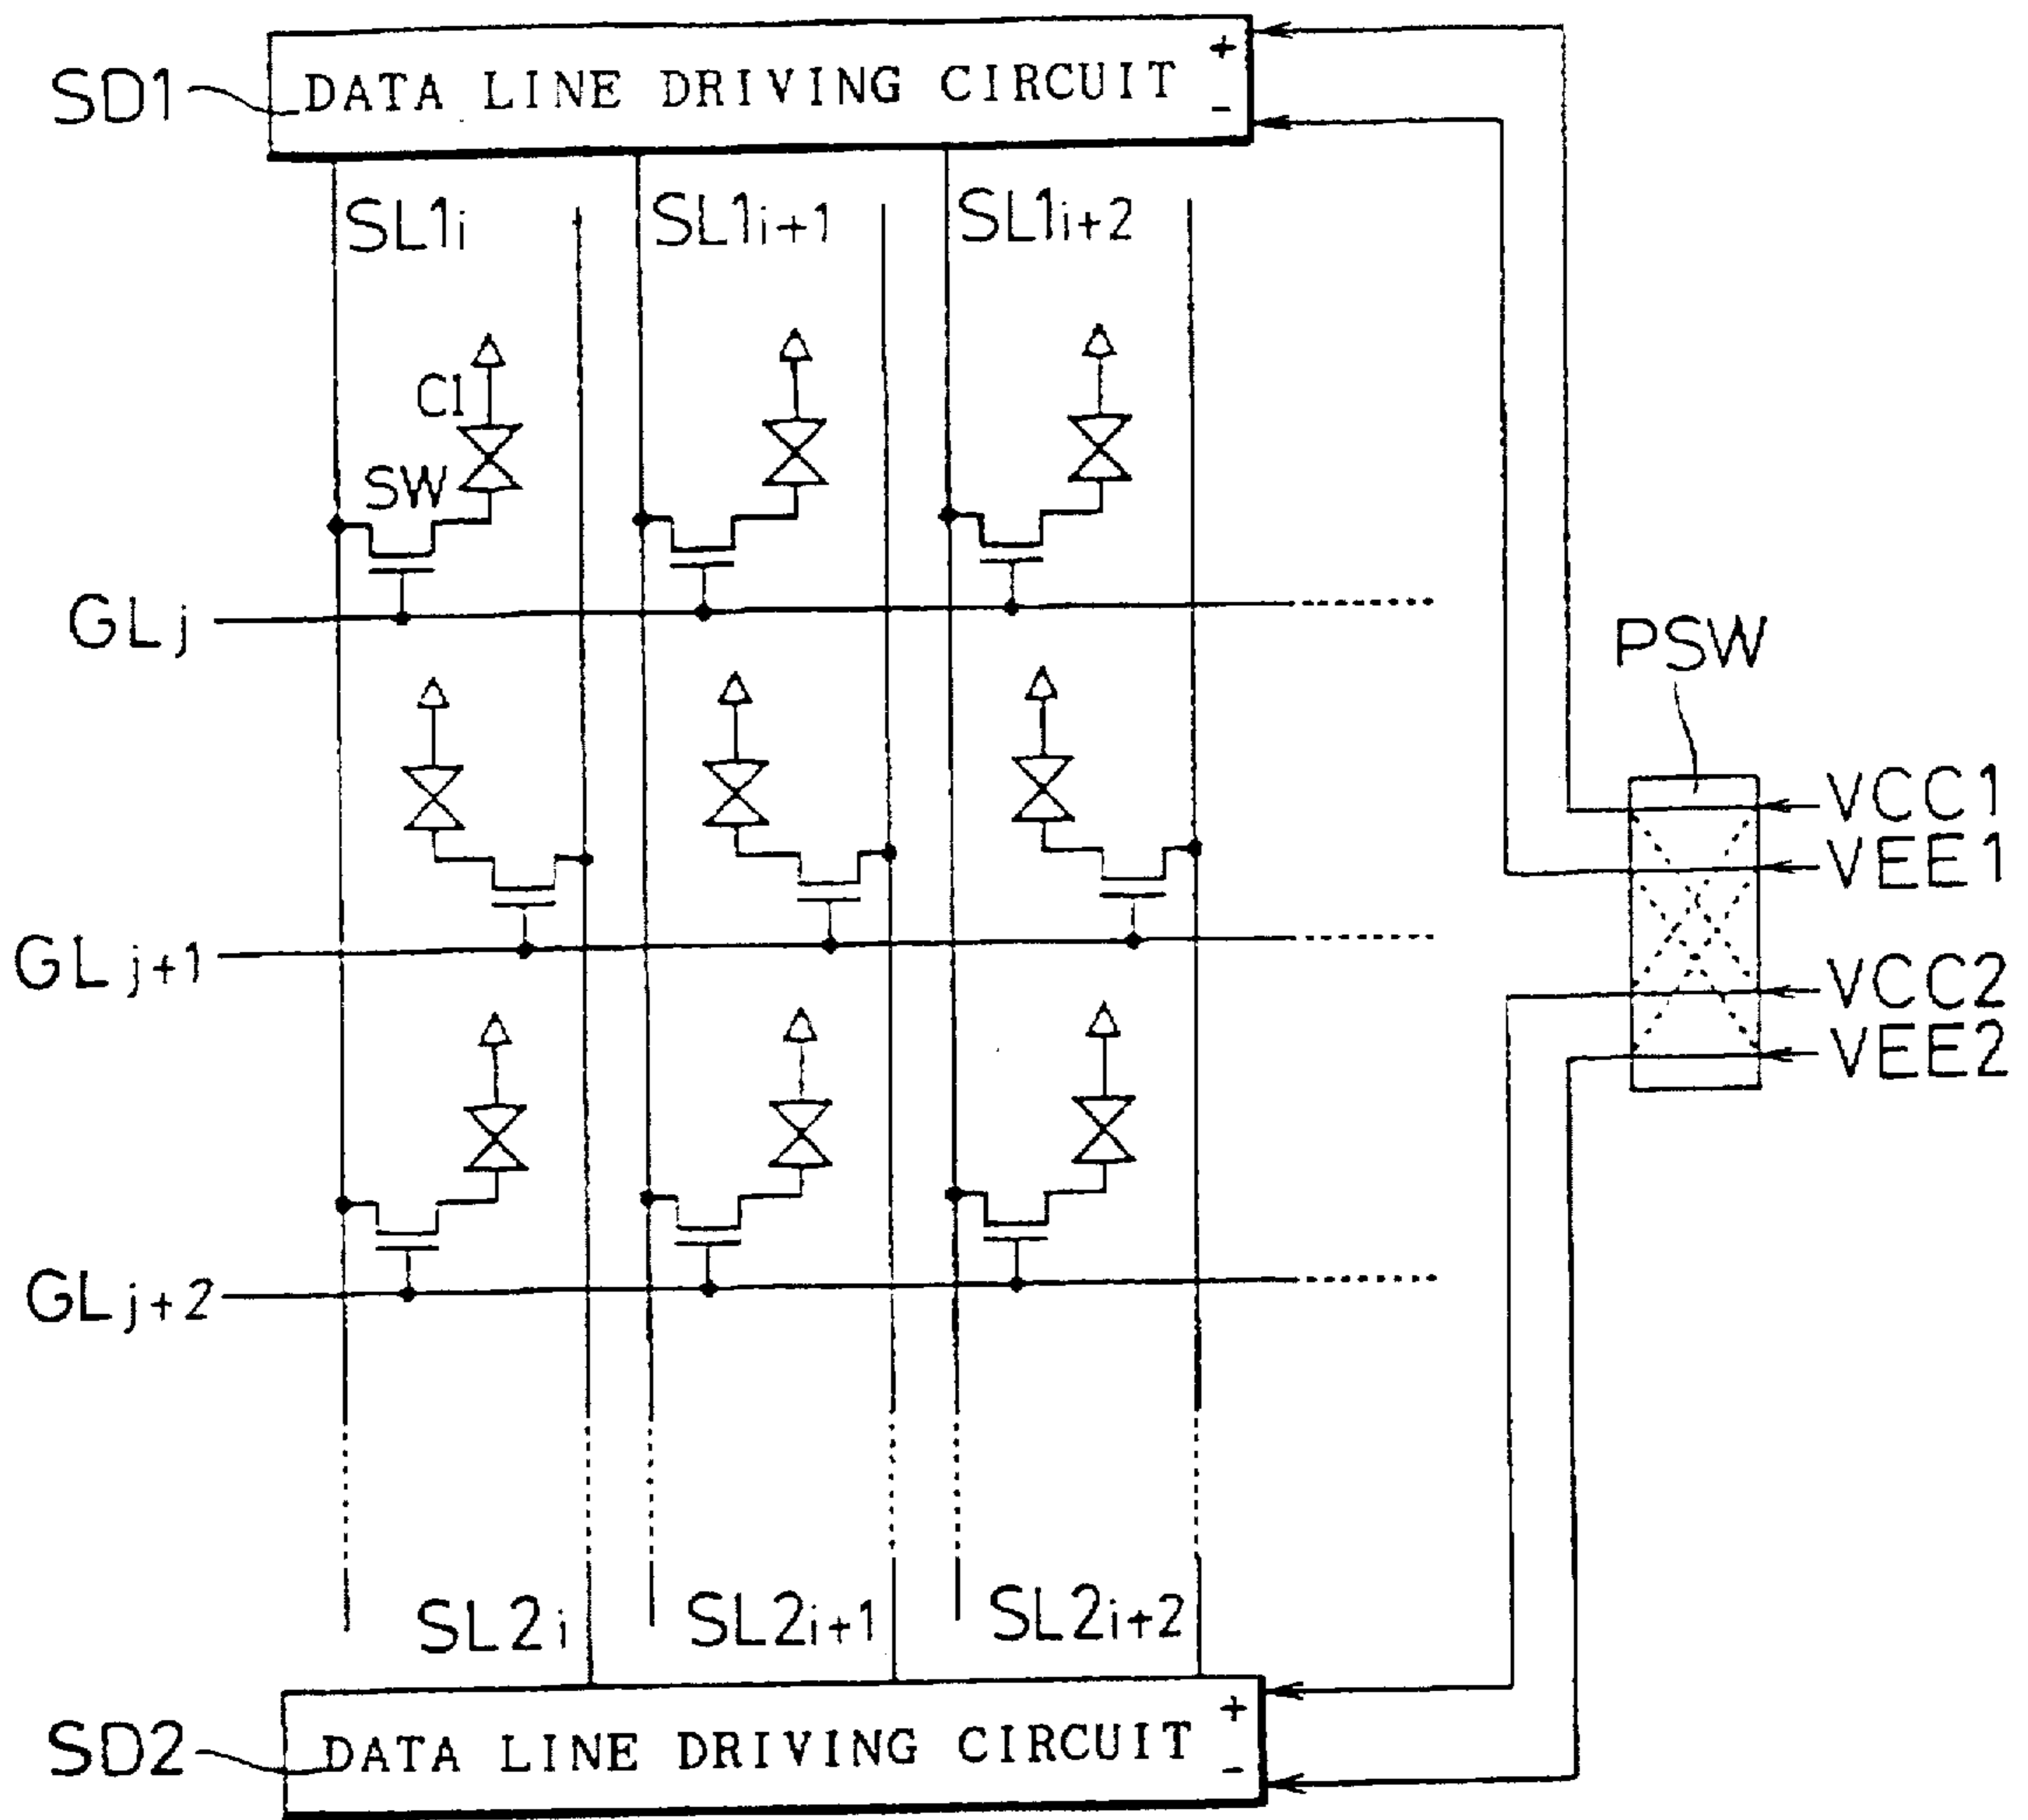 SD1
DATA LINE DRIVING CIRCUIT
+
-
SL1i
SL1i+1
SL1i+2
Cl
SW
GLj
PSW
VCC1
VEE1
GLj+1
VCC2
VEE2
GLj+2
SL2i
SL2i+1
SL2i+2
SD2
DATA LINE DRIVING CIRCUIT
+
-